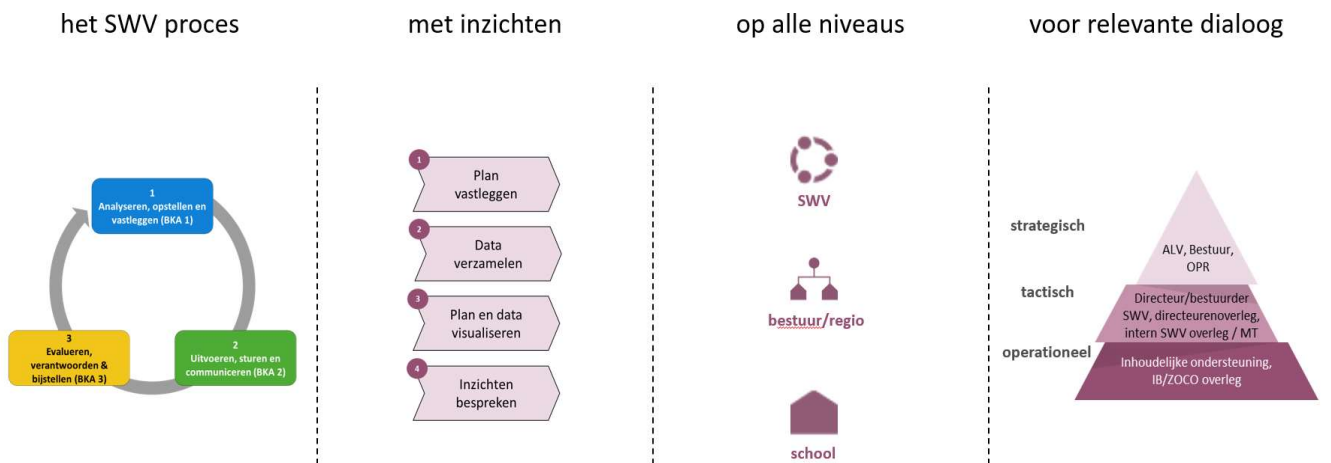 het SWV proces
met inzichten
op alle niveaus
voor relevante dialoog
1
Analyseren, opstellen en
vastleggen (BKA 1)
2
Uitvoeren, sturen en
communiceren (BKA 2)
3
Evalueren,
verantwoorden &
bijstellen (BKA 3)
1
Plan
vastleggen
2
Data
verzamelen
3
Plan en data
visualiseren
4
Inzichten
bespreken
SWV
bestuur/regio
school
strategisch
ALV, Bestuur,
OPR
tactisch
Directeur/bestuurder
SWV, directeurenoverleg,
intern SWV overleg / MT
operationeel
Inhoudelijke ondersteuning,
IB/ZOCO overleg